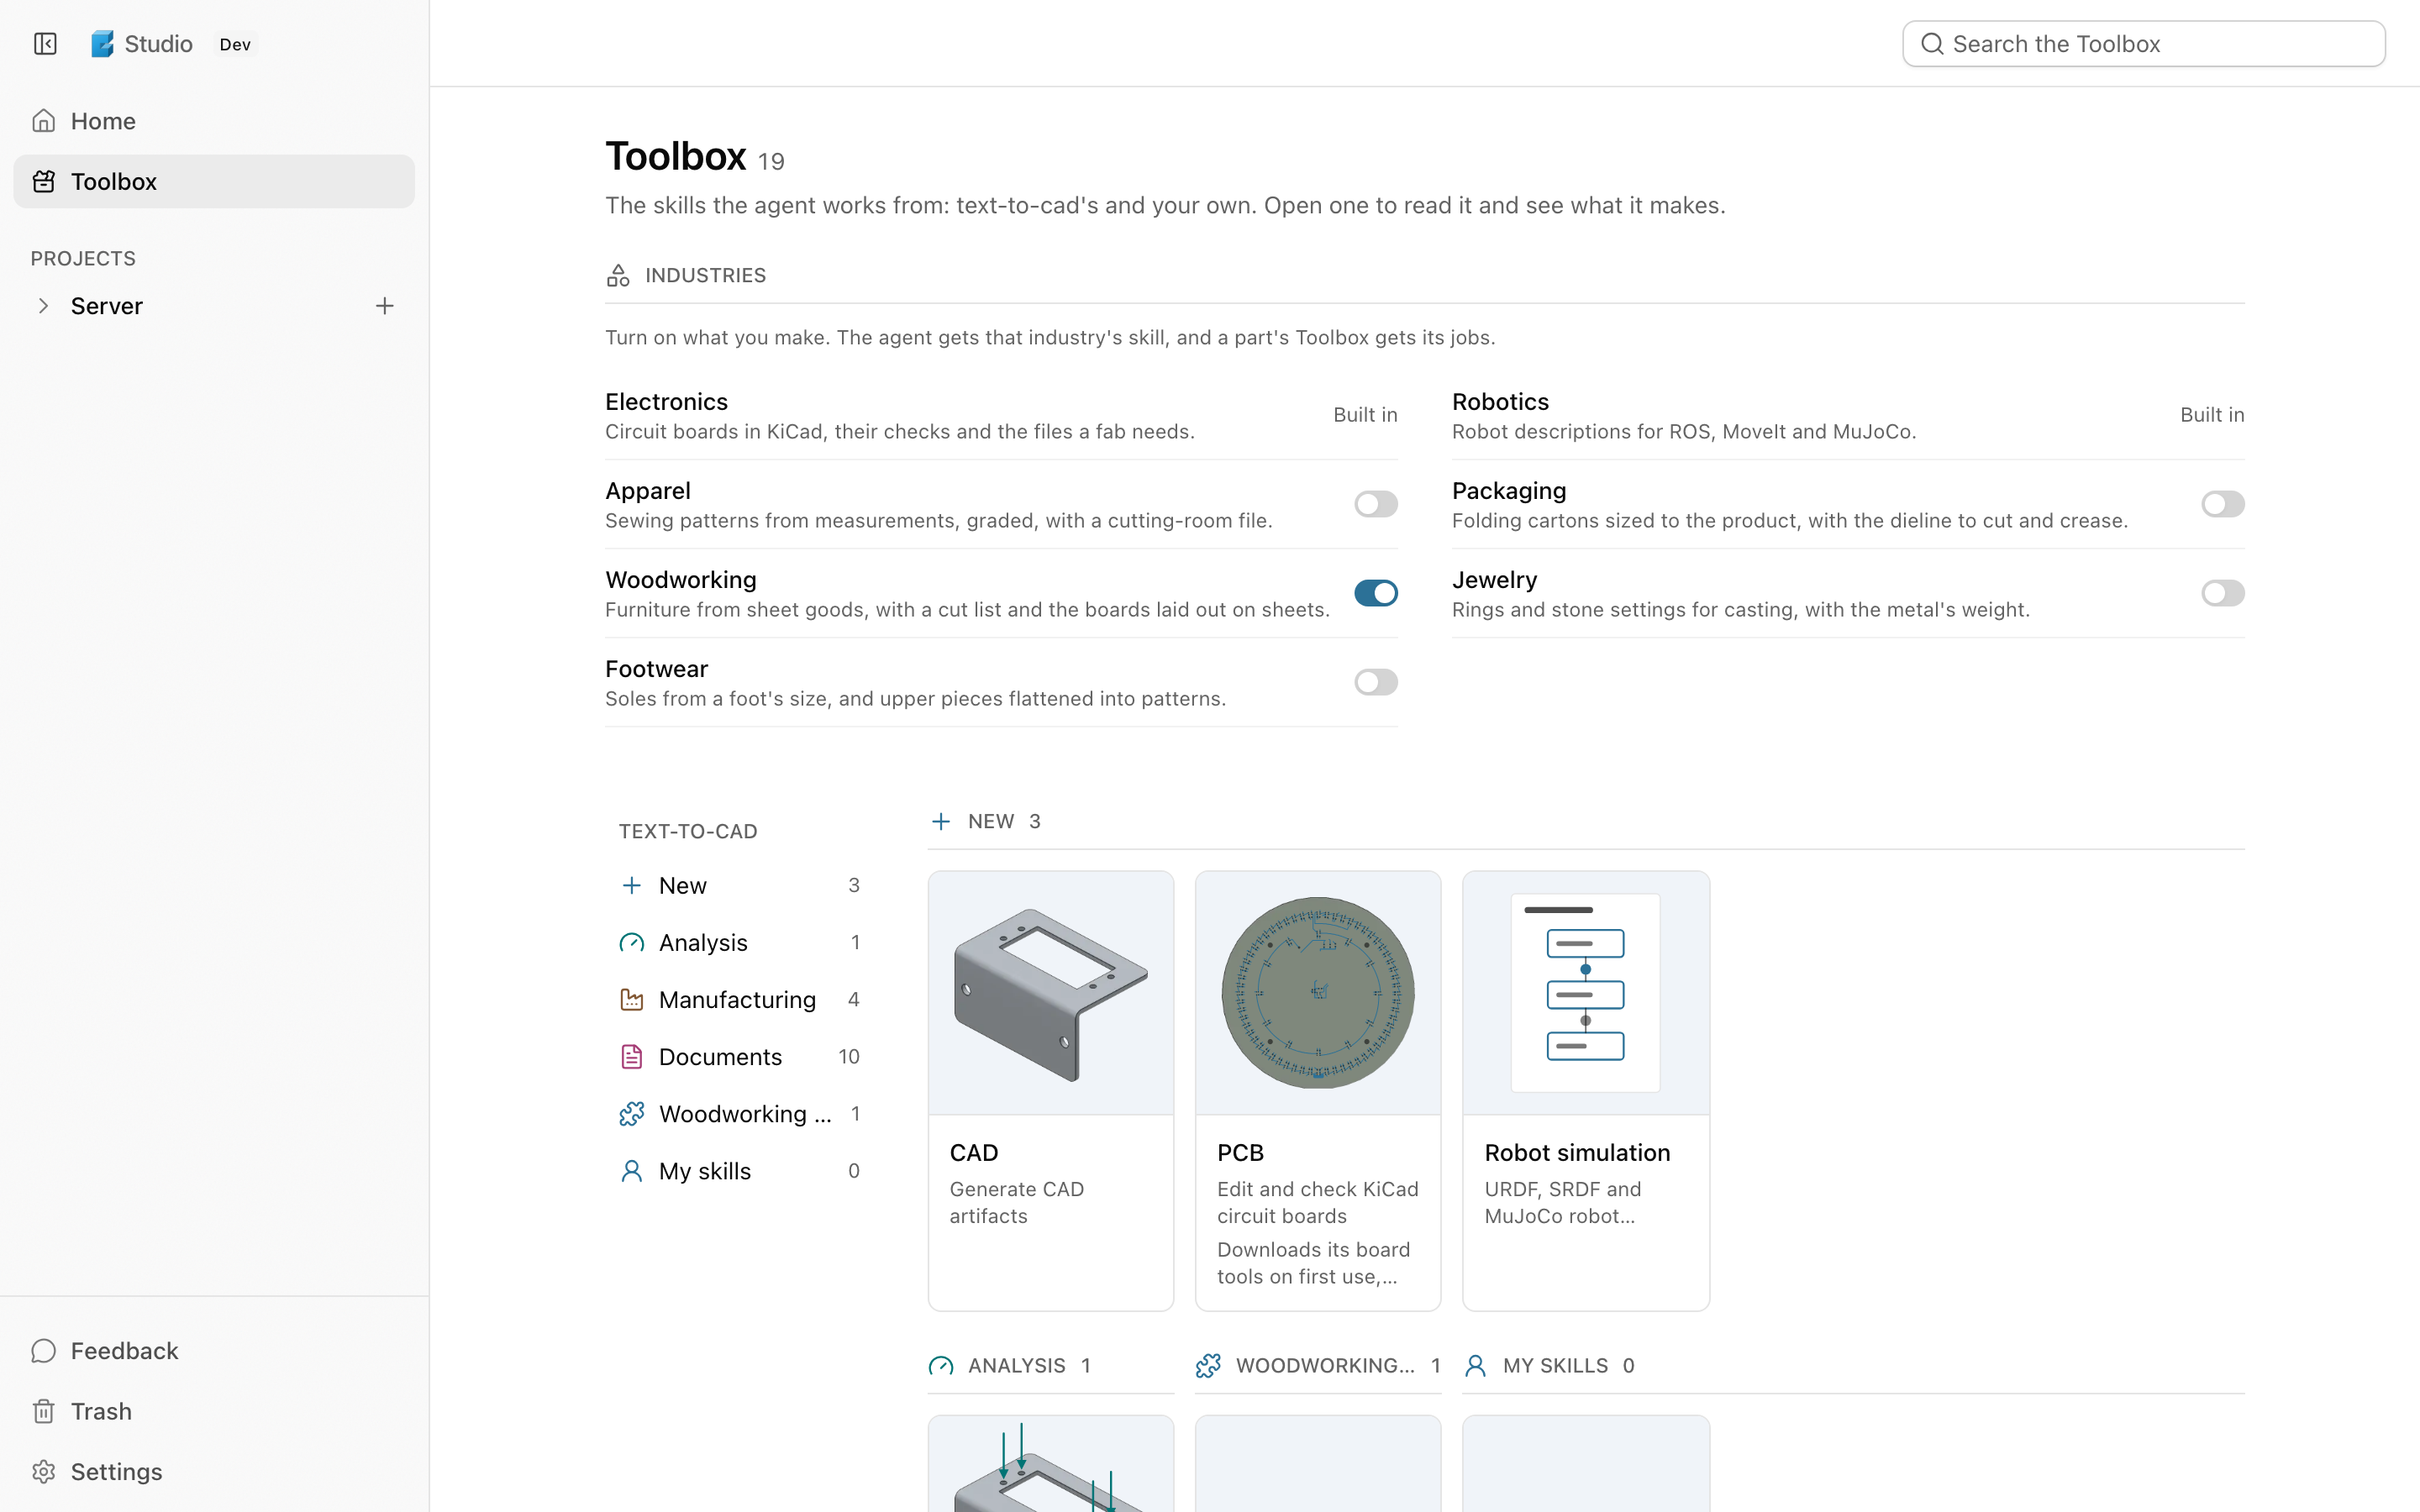 Studio
Dev
Search the Toolbox
Home
Toolbox
PROJECTS
Server
Feedback
Trash
Settings
Toolbox 19
The skills the agent works from: text-to-cad's and your own. Open one to read it and see what it makes.
INDUSTRIES
Turn on what you make. The agent gets that industry's skill, and a part's Toolbox gets its jobs.
Electronics
Circuit boards in KiCad, their checks and the files a fab needs.
Built in
Robotics
Robot descriptions for ROS, MoveIt and MuJoCo.
Built in
Apparel
Sewing patterns from measurements, graded, with a cutting-room file.
Packaging
Folding cartons sized to the product, with the dieline to cut and crease.
Woodworking
Furniture from sheet goods, with a cut list and the boards laid out on sheets.
Jewelry
Rings and stone settings for casting, with the metal's weight.
Footwear
Soles from a foot's size, and upper pieces flattened into patterns.
TEXT-TO-CAD
New 3
Analysis 1
Manufacturing 4
Documents 10
Woodworking ... 1
My skills 0
NEW 3
CAD
Generate CAD
artifacts
PCB
Edit and check KiCad
circuit boards
Downloads its board
tools on first use,...
Robot simulation
URDF, SRDF and
MuJoCo robot...
ANALYSIS 1
WOODWORKING... 1
MY SKILLS 0